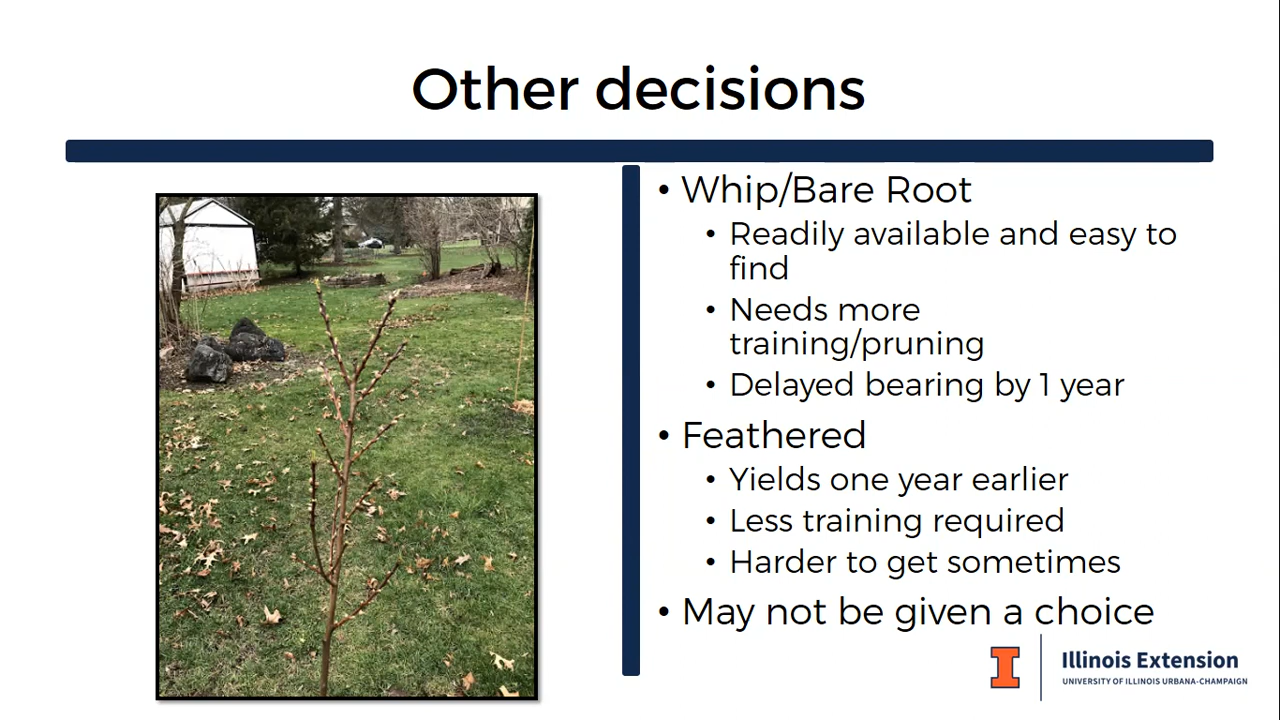 Other decisions
• Whip/Bare Root
• Readily available and easy to
find
• Needs more
training/pruning
• Delayed bearing by 1 year
• Feathered
• Yields one year earlier
• Less training required
• Harder to get sometimes
• May not be given a choice
Illinois Extension
UNIVERSITY OF ILLINOIS URBANA-CHAMPAIGN